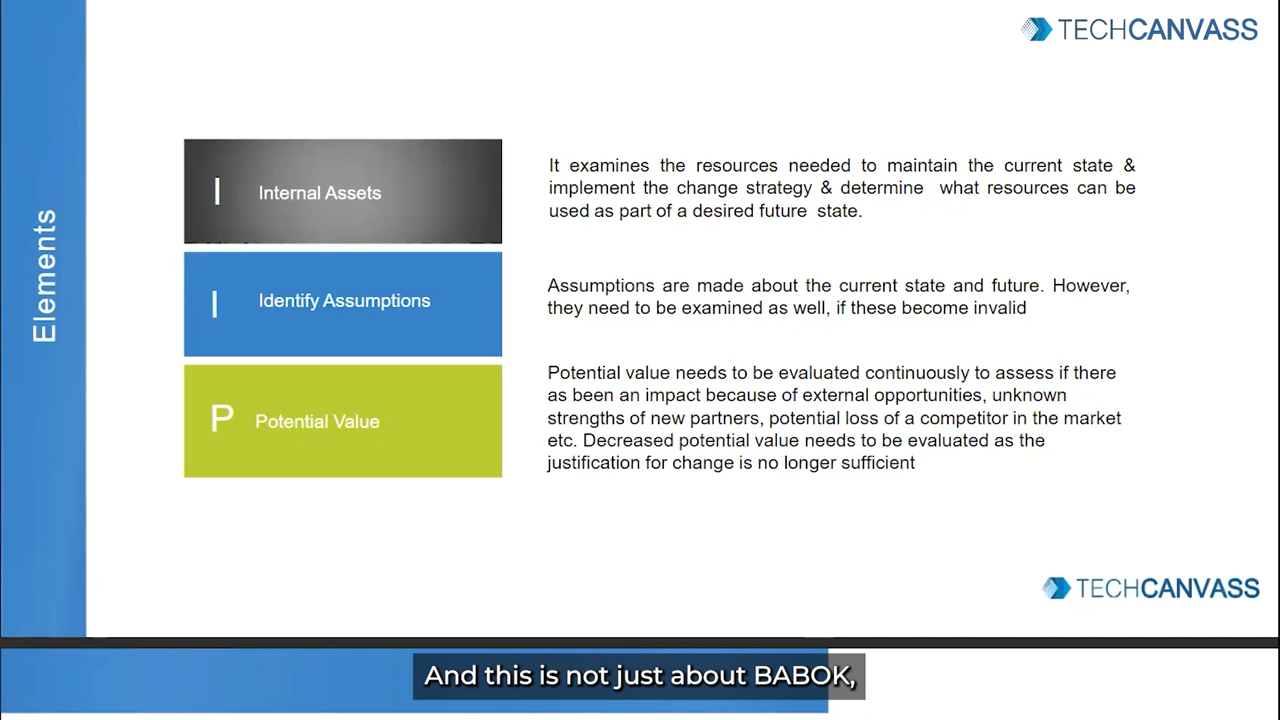 TECHCANVASS
Elements
I Internal Assets
It examines the resources needed to maintain the current state &
implement the change strategy & determine what resources can be
used as part of a desired future state.
I Identify Assumptions
Assumptions are made about the current state and future. However,
they need to be examined as well, if these become invalid
P Potential Value
Potential value needs to be evaluated continuously to assess if there
as been an impact because of external opportunities, unknown
strengths of new partners, potential loss of a competitor in the market
etc. Decreased potential value needs to be evaluated as the
justification for change is no longer sufficient
TECHCANVASS
And this is not just about BABOK,